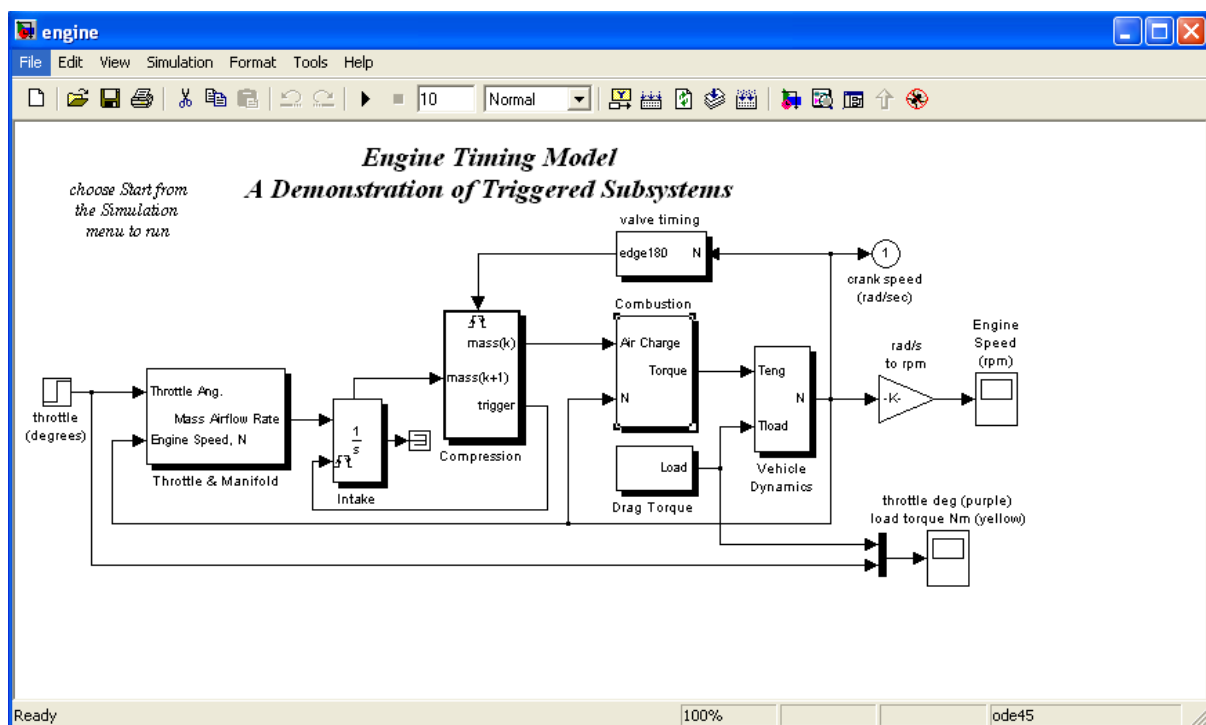 engine
File Edit View Simulation Format Tools Help
10 Normal
Engine Timing Model
A Demonstration of Triggered Subsystems
choose Start from
the Simulation
menu to run
valve timing
edge180 N
1
crank speed
(rad/sec)
Combustion
Air Charge
Torque
N
mass(k)
mass(k+1)
trigger
Compression
Throttle Ang.
Mass Airflow Rate
Engine Speed, N
Throttle & Manifold
throttle
(degrees)
1
s
Intake
Teng
N
Tload
Vehicle
Dynamics
Load
Drag Torque
rad/s
to rpm
-K-
Engine
Speed
(rpm)
throttle deg (purple)
load torque Nm (yellow)
Ready 100% ode45